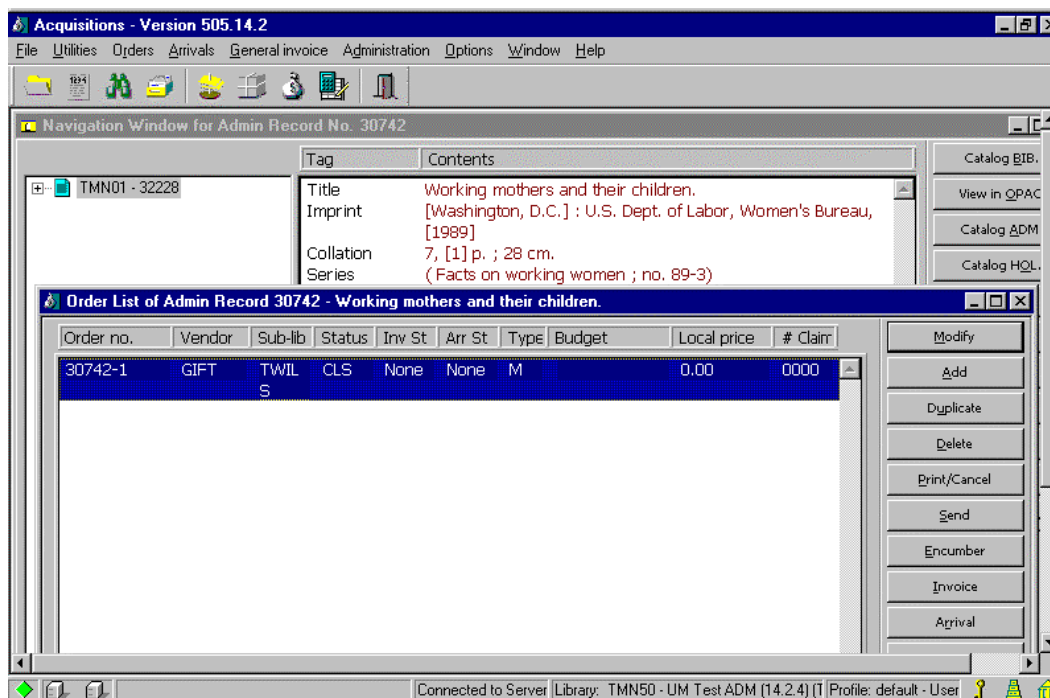 Acquisitions - Version 505.14.2
File Utilities Orders Arrivals General invoice Administration Options Window Help
1234
Navigation Window for Admin Record No. 30742
Tag Contents
Catalog BIB.
TMN01 - 32228
Title Working mothers and their children.
View in OPAC
Imprint [Washington, D.C.] : U.S. Dept. of Labor, Women's Bureau,
[1989]
Catalog ADM
Collation 7, [1] p. ; 28 cm.
Series ( Facts on working women ; no. 89-3)
Catalog HOL.
Order List of Admin Record 30742 - Working mothers and their children.
Order no. Vendor Sub-lib Status Inv St Arr St Type Budget Local price # Claim
30742-1 GIFT TWIL CLS None None M 0.00 0000
S
Modify
Add
Duplicate
Delete
Print/Cancel
Send
Encumber
Invoice
Arrival
Connected to Server Library: TMN50 - UM Test ADM (14.2.4) (T Profile: default - User